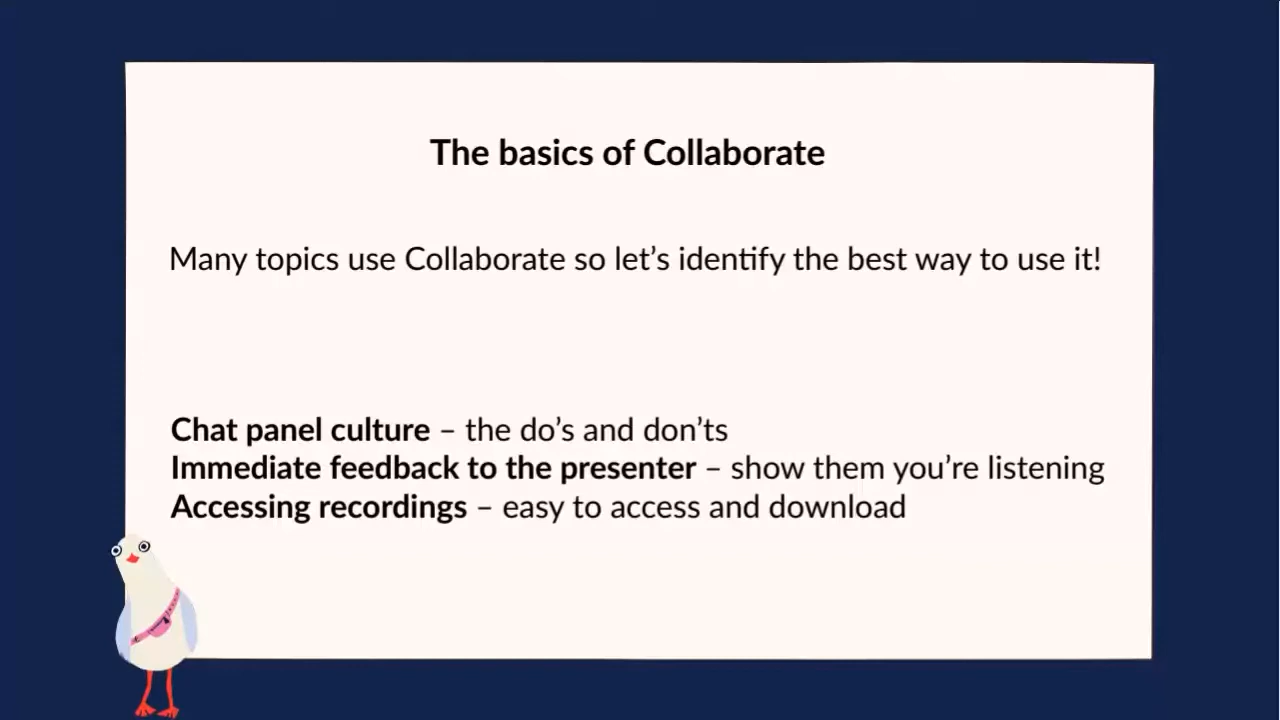 The basics of Collaborate
Many topics use Collaborate so let’s identify the best way to use it!
Chat panel culture – the do’s and don’ts
Immediate feedback to the presenter – show them you’re listening
Accessing recordings – easy to access and download